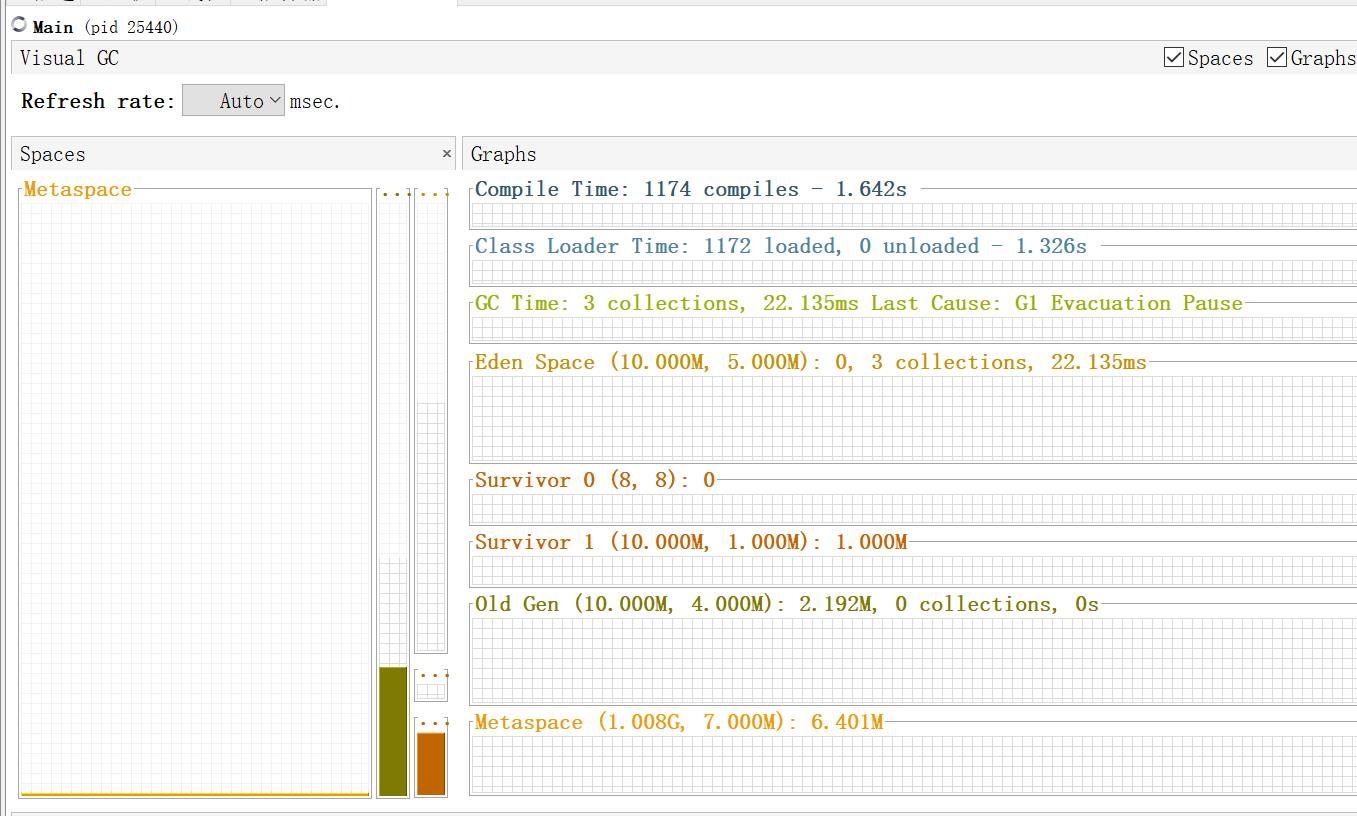 Main (pid 25440)
Visual GC
Spaces
Graphs
Refresh rate: Auto msec.
Spaces ×
Graphs
Metaspace
...
...
...
...
Compile Time: 1174 compiles - 1.642s
Class Loader Time: 1172 loaded, 0 unloaded - 1.326s
GC Time: 3 collections, 22.135ms Last Cause: G1 Evacuation Pause
Eden Space (10.000M, 5.000M): 0, 3 collections, 22.135ms
Survivor 0 (8, 8): 0
Survivor 1 (10.000M, 1.000M): 1.000M
Old Gen (10.000M, 4.000M): 2.192M, 0 collections, 0s
Metaspace (1.008G, 7.000M): 6.401M